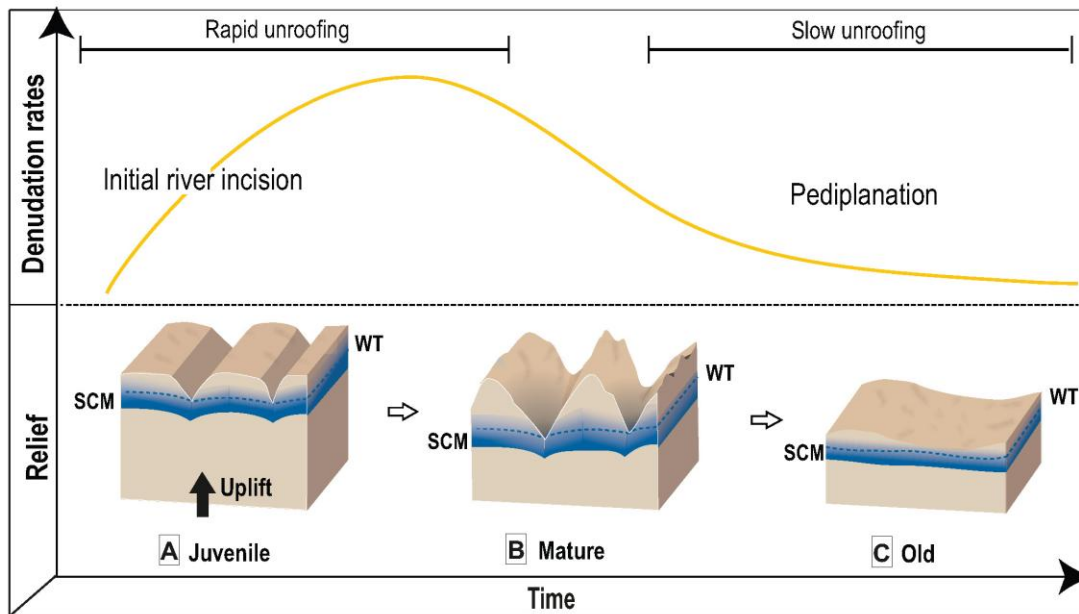 Rapid unroofing
Slow unroofing
Denudation rates
Initial river incision
Pediplanation
Relief
WT
SCM
Uplift
A Juvenile
WT
SCM
B Mature
WT
SCM
C Old
Time